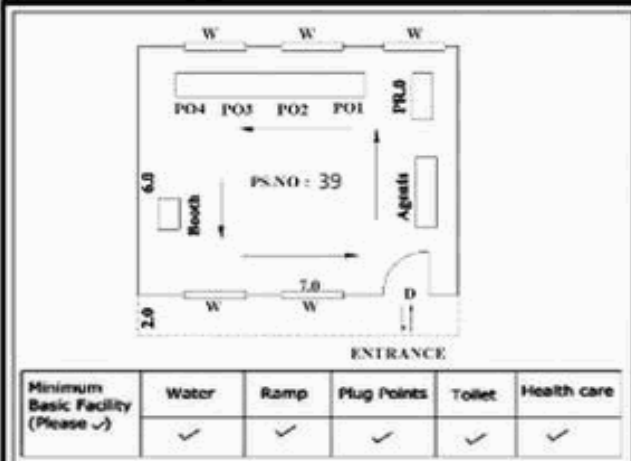 W W W
PO4 PO3 PO2 PO1
PR.O
PS.NO : 39
6.0
Booth
Agents
7.0
W W D
2.0
ENTRANCE
Minimum Basic Facility (Please ✓) Water Ramp Plug Points Toilet Health care
✓ ✓ ✓ ✓ ✓